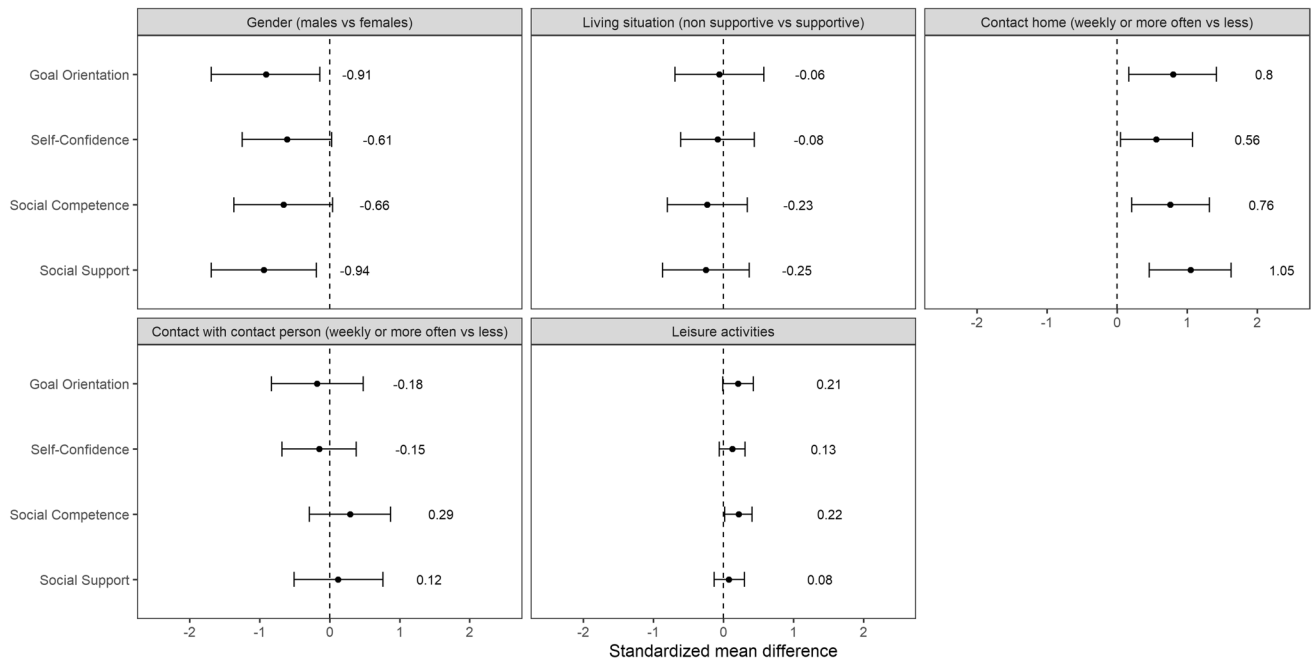 Gender (males vs females)
Living situation (non supportive vs supportive)
Contact home (weekly or more often vs less)
Goal Orientation
-0.91
-0.06
0.8
Self-Confidence
-0.61
-0.08
0.56
Social Competence
-0.66
-0.23
0.76
Social Support
-0.94
-0.25
1.05
-2 -1 0 1 2
Contact with contact person (weekly or more often vs less)
Leisure activities
Goal Orientation
-0.18
0.21
Self-Confidence
-0.15
0.13
Social Competence
0.29
0.22
Social Support
0.12
0.08
-2 -1 0 1 2
-2 -1 0 1 2
Standardized mean difference